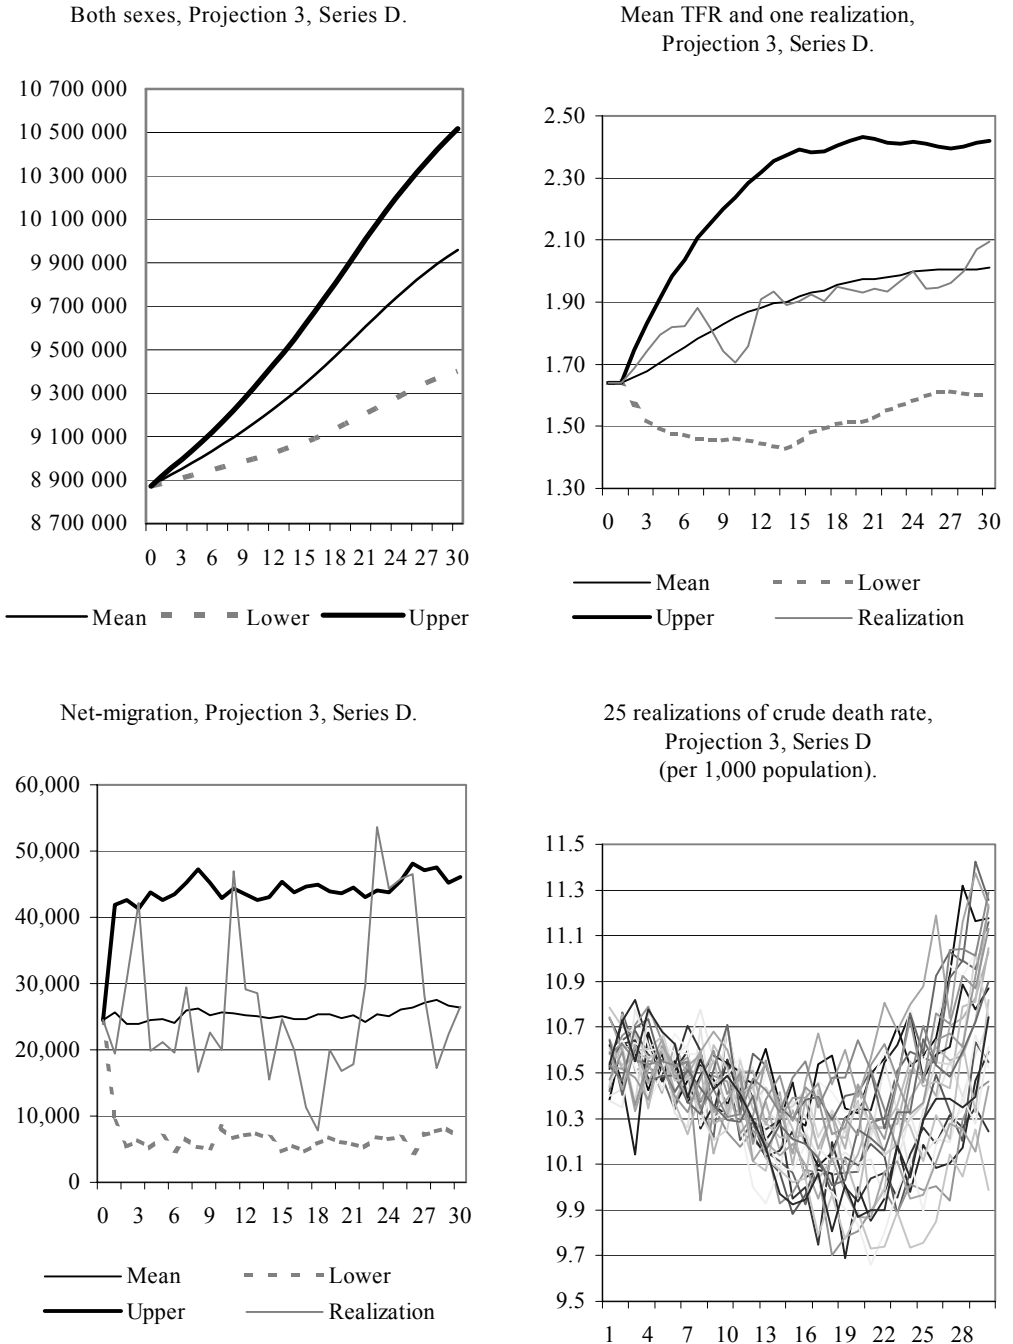 Both sexes, Projection 3, Series D.
10 700 000
10 500 000
10 300 000
10 100 000
9 900 000
9 700 000
9 500 000
9 300 000
9 100 000
8 900 000
8 700 000
0 3 6 9 12 15 18 21 24 27 30
Mean Lower Upper
Mean TFR and one realization,
Projection 3, Series D.
2.50
2.30
2.10
1.90
1.70
1.50
1.30
0 3 6 9 12 15 18 21 24 27 30
Mean Lower
Upper Realization
Net-migration, Projection 3, Series D.
60,000
50,000
40,000
30,000
20,000
10,000
0
0 3 6 9 12 15 18 21 24 27 30
Mean Lower
Upper Realization
25 realizations of crude death rate,
Projection 3, Series D
(per 1,000 population).
11.5
11.3
11.1
10.9
10.7
10.5
10.3
10.1
9.9
9.7
9.5
1 4 7 10 13 16 19 22 25 28